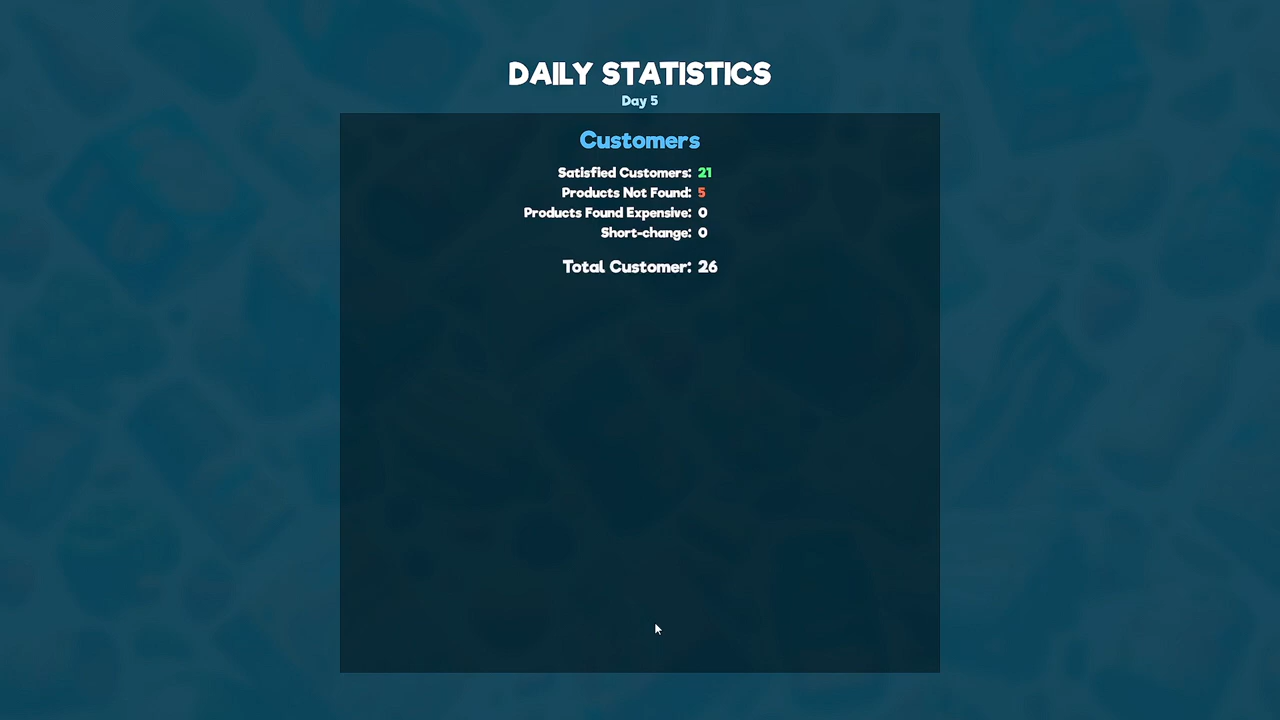 DAILY STATISTICS
Day 5
Customers
Satisfied Customers: 21
Products Not Found: 5
Products Found Expensive: 0
Short-change: 0
Total Customer: 26